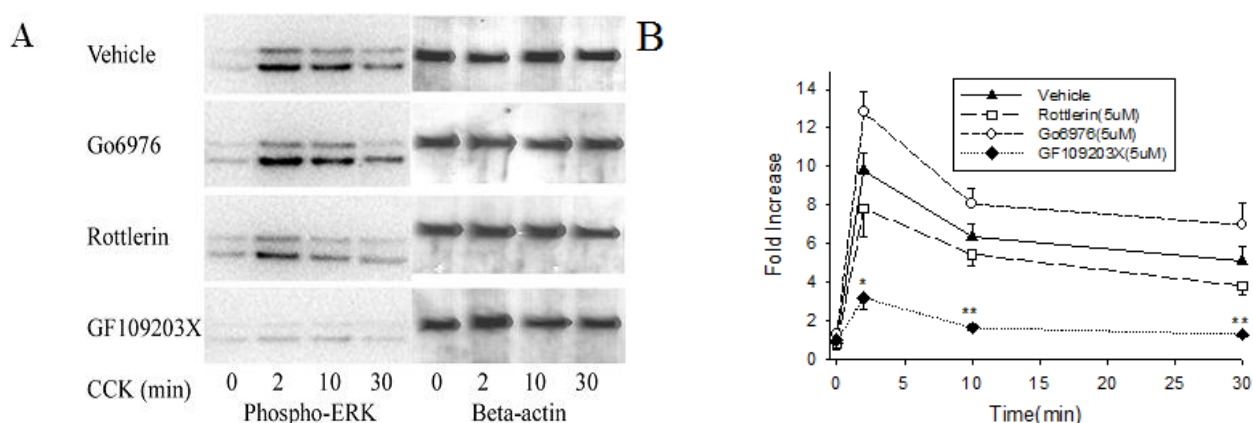 A
Vehicle
Go6976
Rottlerin
GF109203X
CCK (min)
0 2 10 30
0 2 10 30
Phospho-ERK
Beta-actin
B
Vehicle
Rottlerin(5uM)
Go6976(5uM)
GF109203X(5uM)
Fold Increase
14
12
10
8
6
4
2
0
*
**
**
0 5 10 15 20 25 30
Time(min)